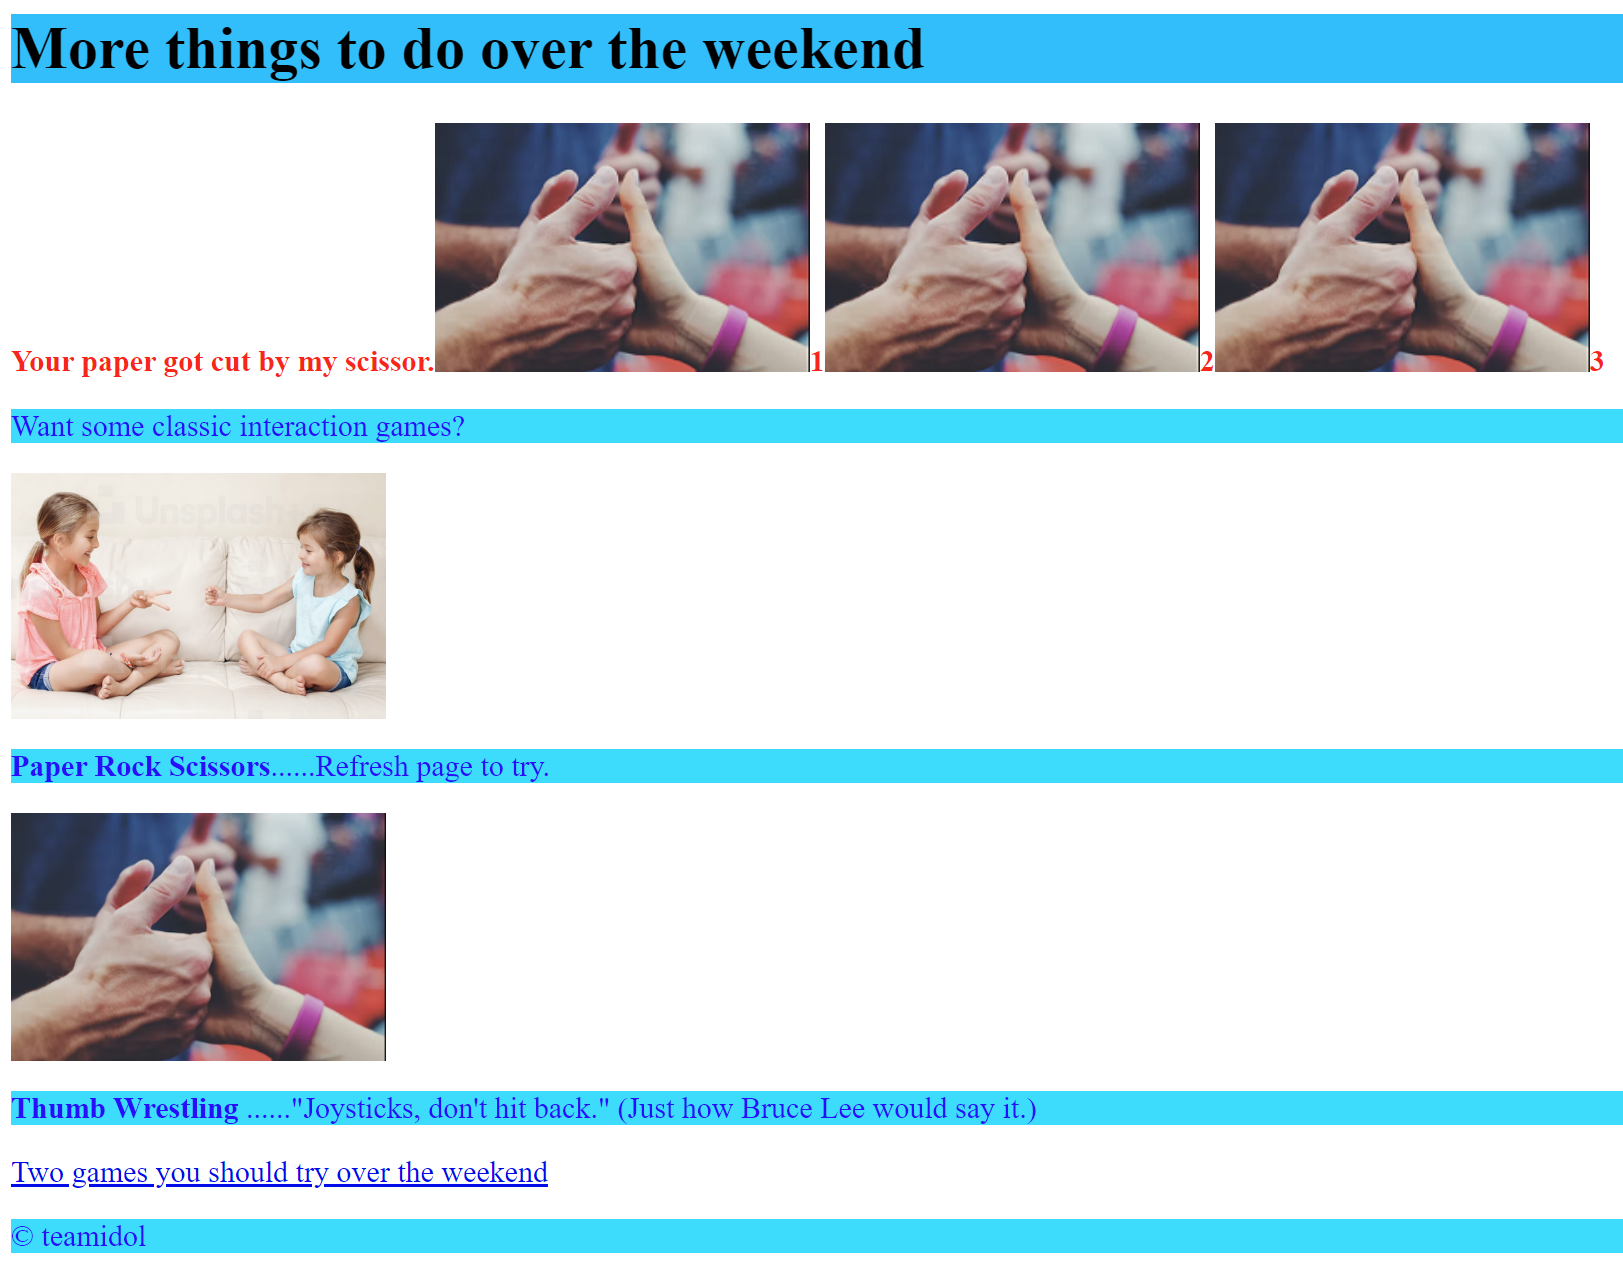 More things to do over the weekend
Your paper got cut by my scissor. 1 2 3
Want some classic interaction games?
Unsplash+
Paper Rock Scissors......Refresh page to try.
Thumb Wrestling ......"Joysticks, don't hit back." (Just how Bruce Lee would say it.)
Two games you should try over the weekend
© teamidol